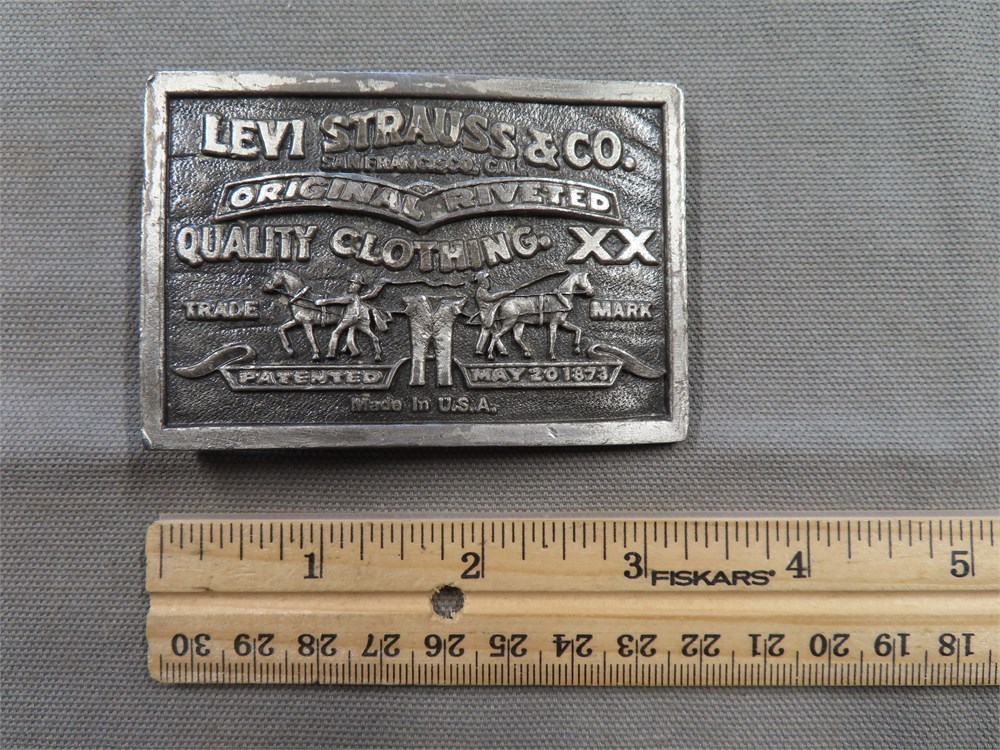 LEVI STRAUSS & CO.
SAN FRANCISCO, CAL.
ORIGINAL RIVETED
QUALITY CLOTHING. XX
TRADE MARK
PATENTED MAY 20 1873
Made In U.S.A.
1 2 3 FISKARS® 4 5
30 29 28 27 26 25 24 23 22 21 20 19 18